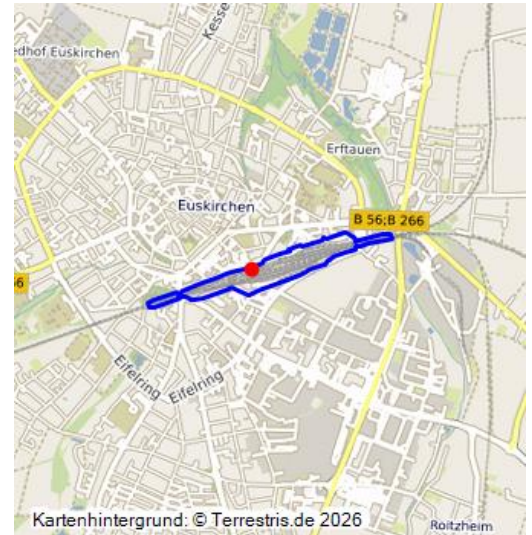 edhof Euskirchen
Kesse
Erftauen
Euskirchen
B 56;B 266
6
Eifelring
Eifelring
Kartenhintergrund: © Terrestris.de 2026
Roitzheim